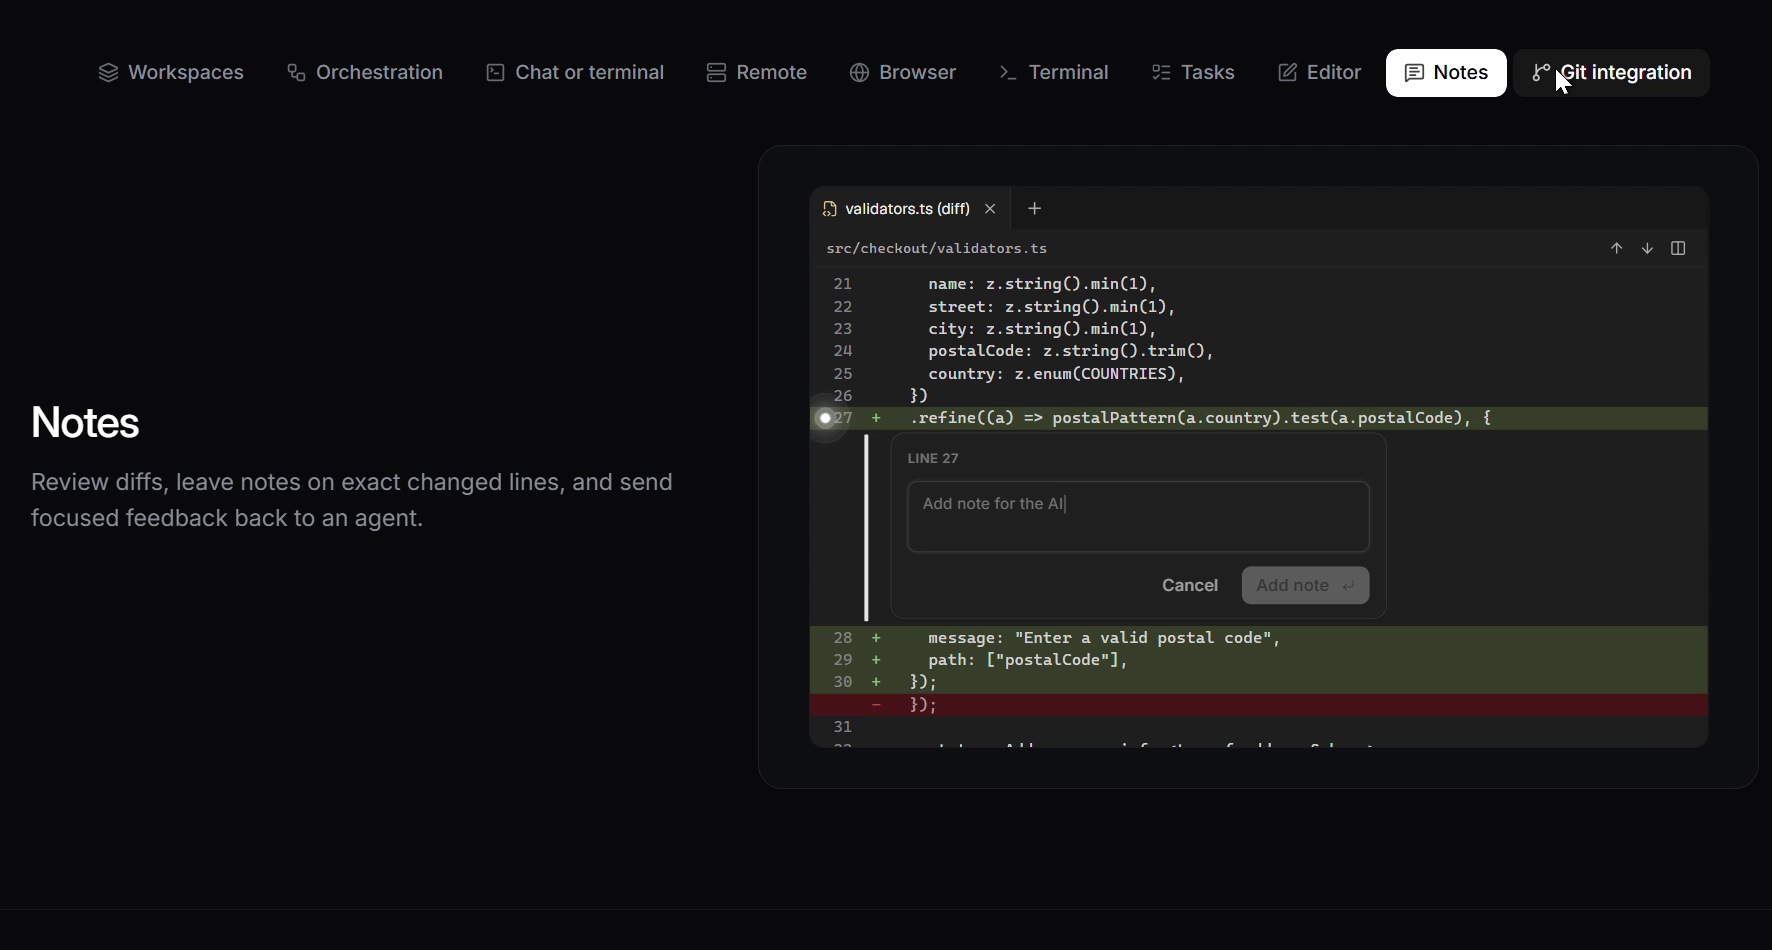 Workspaces Orchestration Chat or terminal Remote Browser Terminal Tasks Editor Notes Git integration
Notes
Review diffs, leave notes on exact changed lines, and send
focused feedback back to an agent.
validators.ts (diff)
src/checkout/validators.ts
21 name: z.string().min(1),
22 street: z.string().min(1),
23 city: z.string().min(1),
24 postalCode: z.string().trim(),
25 country: z.enum(COUNTRIES),
26 })
27 + .refine((a) => postalPattern(a.country).test(a.postalCode), {
LINE 27
Add note for the AI
Cancel Add note
28 + message: "Enter a valid postal code",
29 + path: ["postalCode"],
30 + });
- });
31